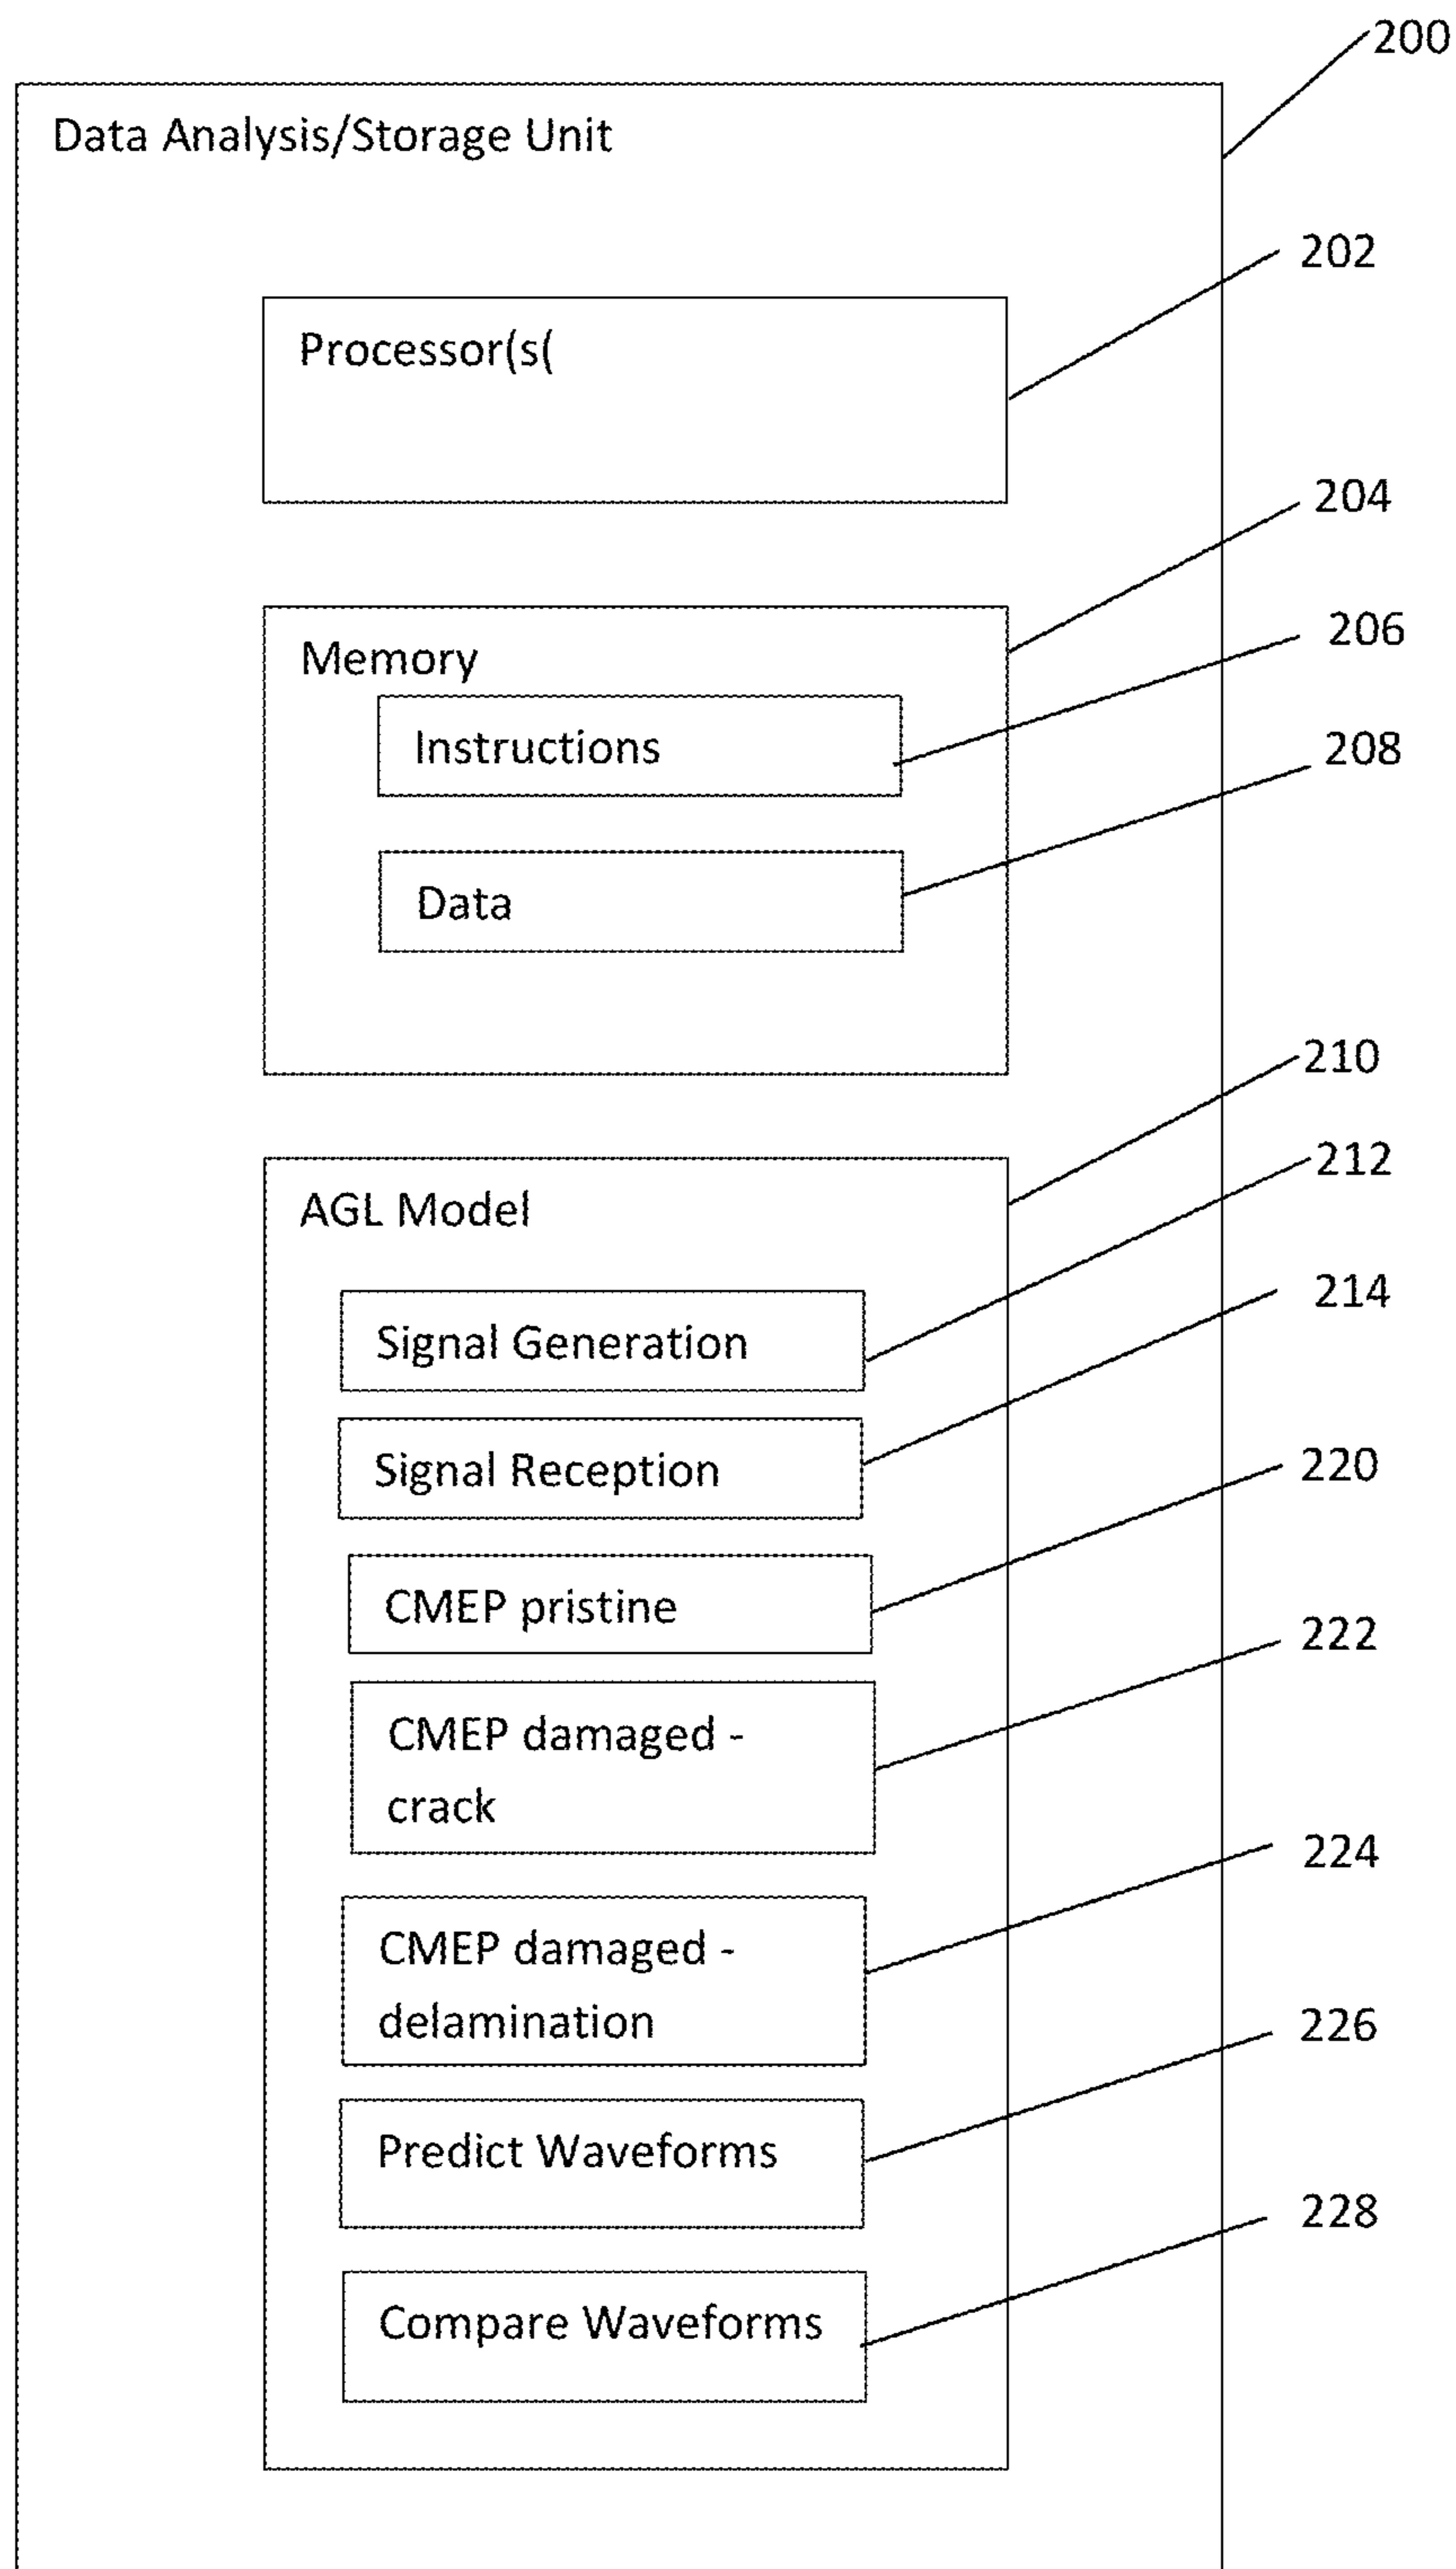 200
Data Analysis/Storage Unit
202
Processor(s(
204
Memory
206
Instructions
208
Data
210
AGL Model
212
Signal Generation
214
Signal Reception
220
CMEP pristine
222
CMEP damaged -
crack
224
CMEP damaged -
delamination
226
Predict Waveforms
228
Compare Waveforms